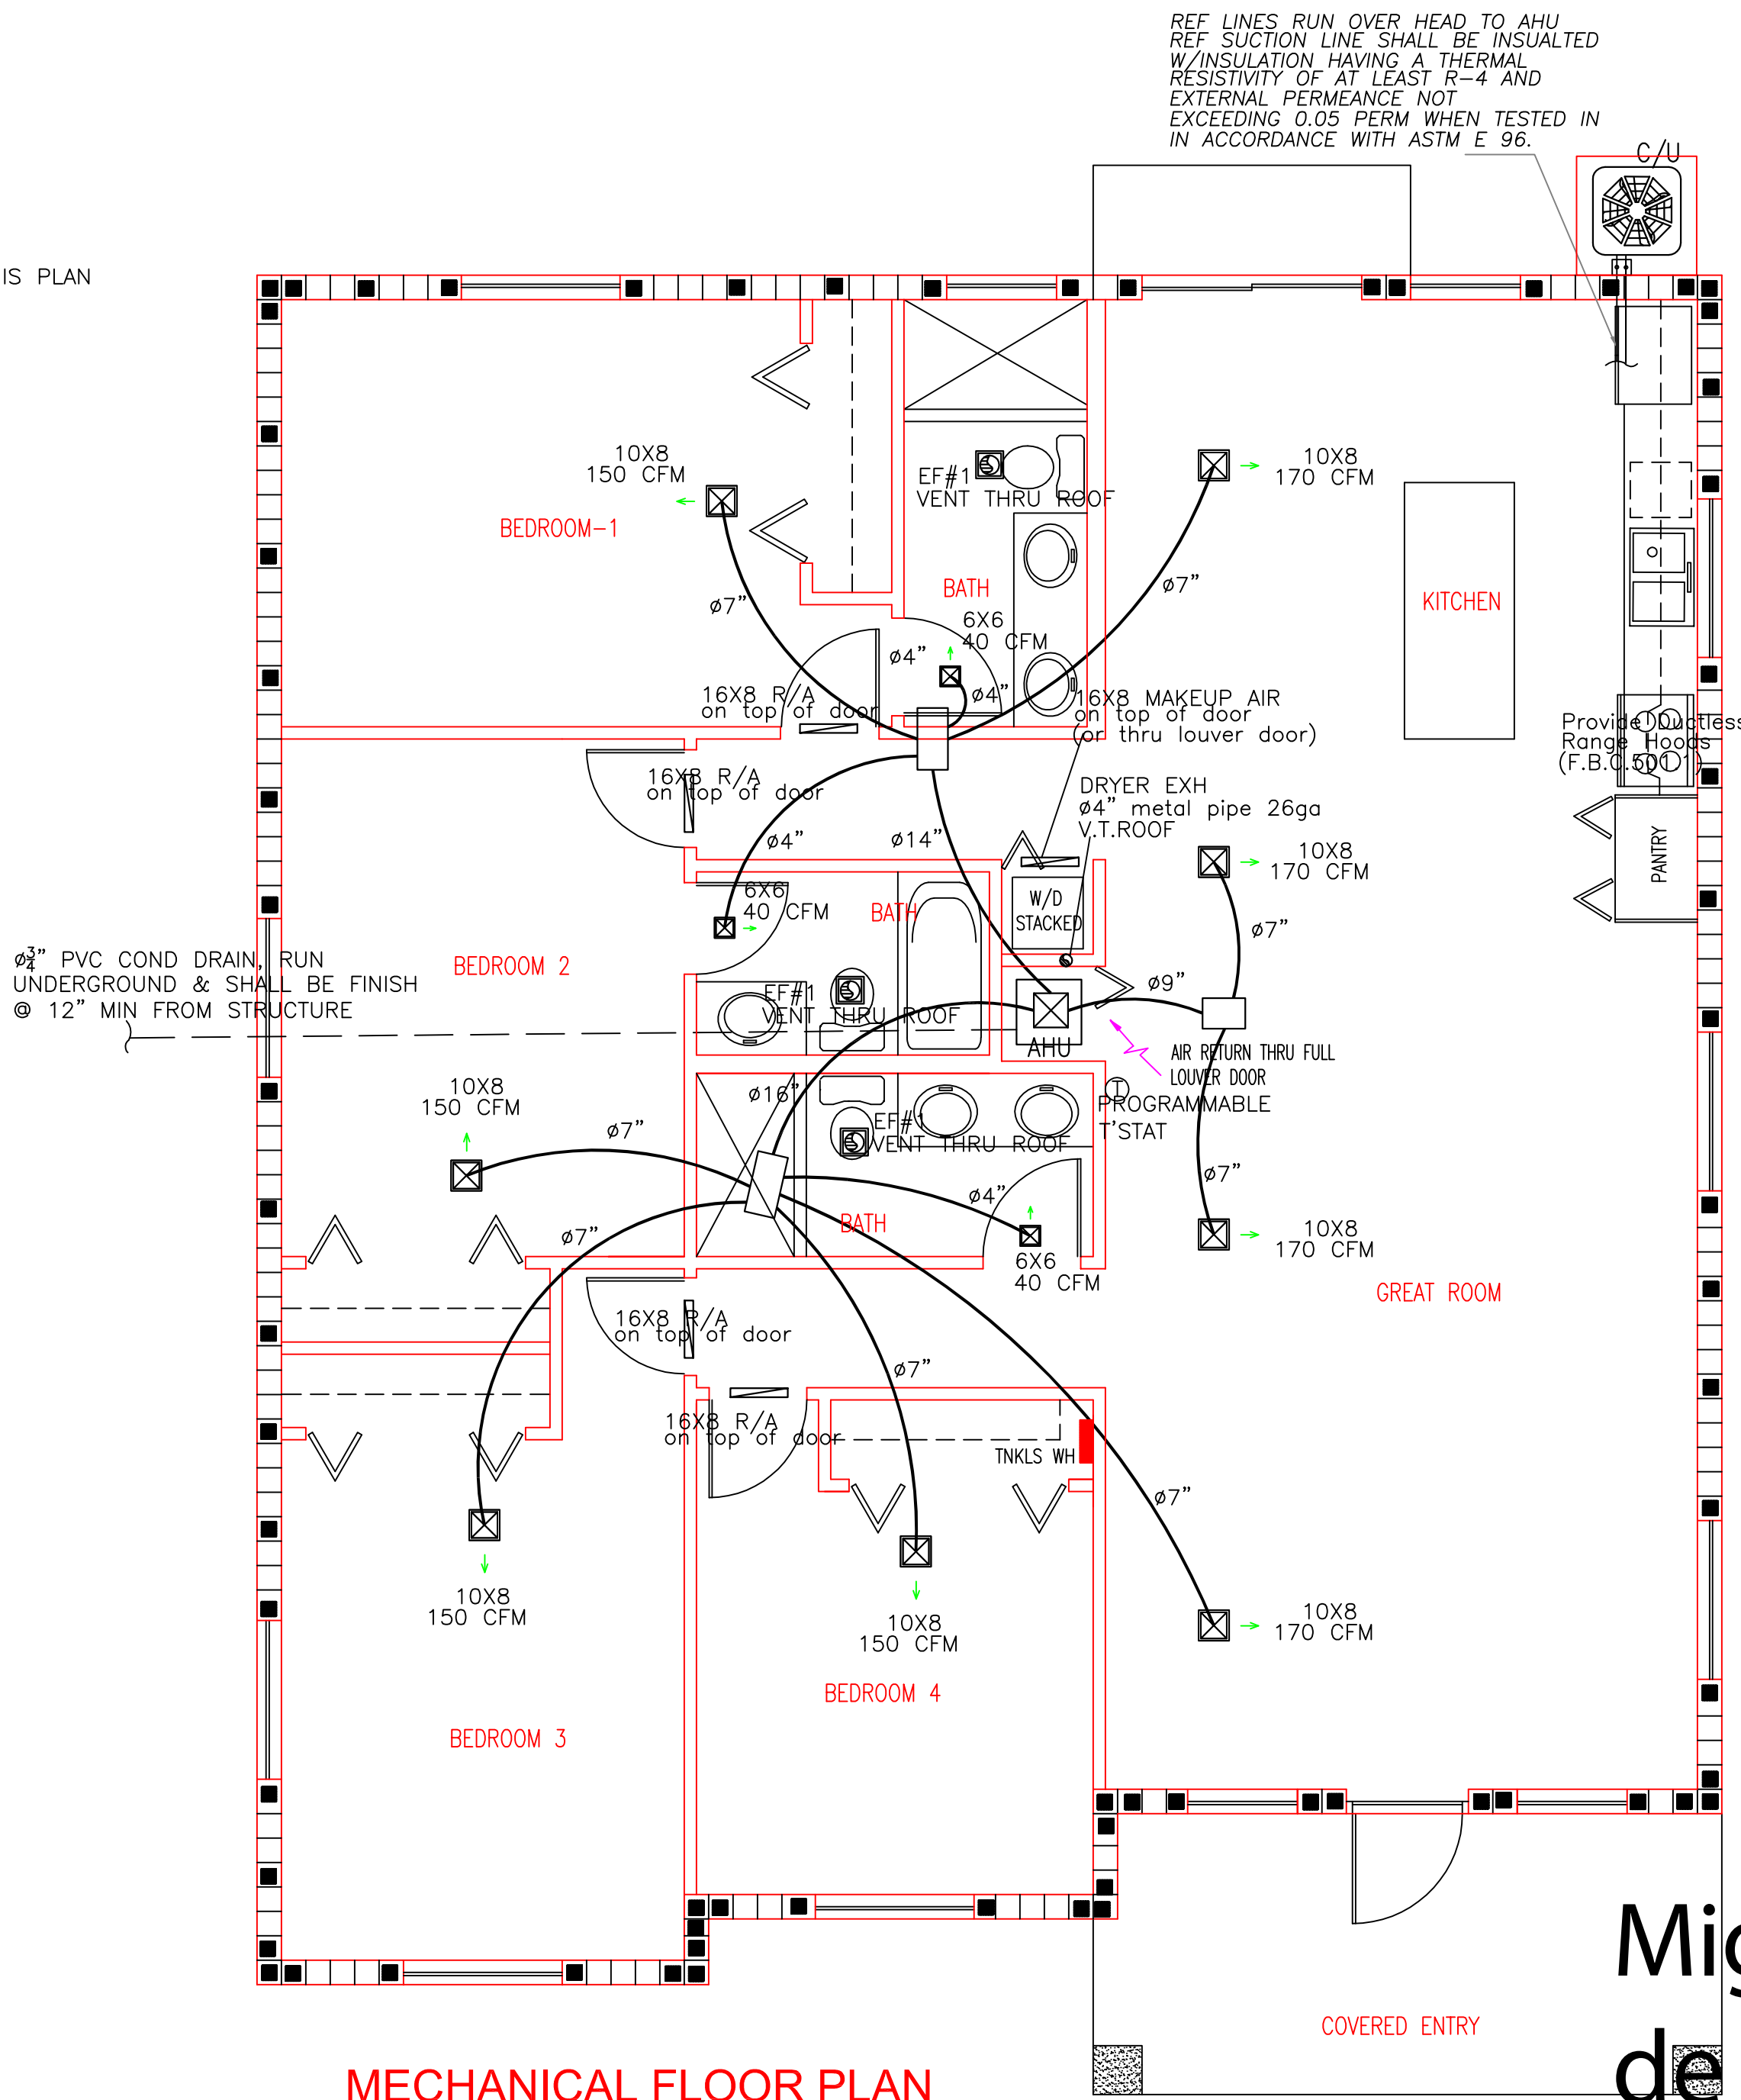 REF LINES RUN OVER HEAD TO AHU
REF SUCTION LINE SHALL BE INSUALTED
W/INSULATION HAVING A THERMAL
RESISTIVITY OF AT LEAST R-4 AND
EXTERNAL PERMEANCE NOT
EXCEEDING 0.05 PERM WHEN TESTED IN
IN ACCORDANCE WITH ASTM E 96.
C/U
IS PLAN
10X8
150 CFM
BEDROOM-1
EF#1
VENT THRU ROOF
10X8
170 CFM
ø7"
BATH
6X6
40 CFM
ø7"
KITCHEN
ø4"
ø4"
16X8 R/A
on top of door
16X8 MAKEUP AIR
on top of door
(or thru louver door)
Provide Ductless
Range Hoods
(F.B.C.501.1)
16X8 R/A
on top of door
DRYER EXH
ø4" metal pipe 26ga
V.T.ROOF
ø4"
ø14"
10X8
170 CFM
PANTRY
6X6
40 CFM
BATH
W/D
STACKED
ø7"
BEDROOM 2
ø3/4" PVC COND DRAIN, RUN
UNDERGROUND & SHALL BE FINISH
@ 12" MIN FROM STRUCTURE
EF#1
VENT THRU ROOF
ø9"
AHU
AIR RETURN THRU FULL
LOUVER DOOR
10X8
150 CFM
ø16"
T
PROGRAMMABLE
T'STAT
EF#1
VENT THRU ROOF
ø7"
ø7"
ø4"
BATH
ø7"
10X8
170 CFM
6X6
40 CFM
GREAT ROOM
16X8 R/A
on top of door
ø7"
16X8 R/A
on top of door
TNKLS WH
ø7"
10X8
150 CFM
10X8
150 CFM
10X8
170 CFM
BEDROOM 4
BEDROOM 3
Mig
COVERED ENTRY
de
MECHANICAL FLOOR PLAN